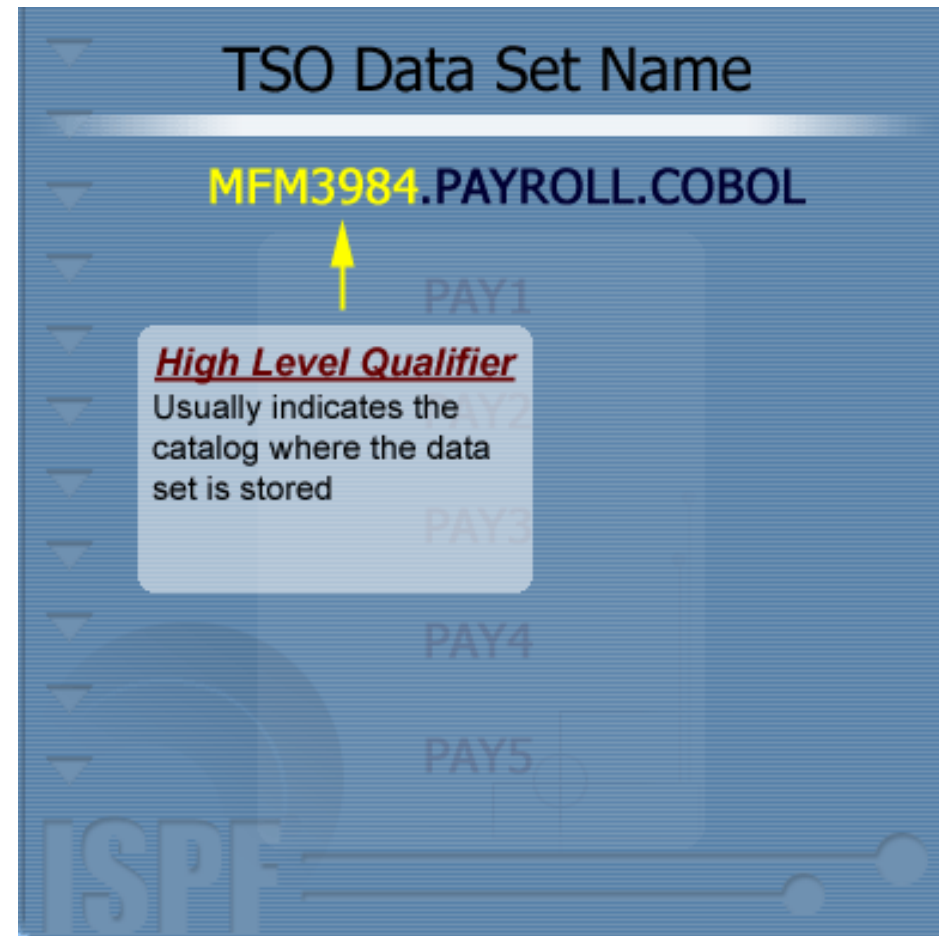 TSO Data Set Name
MFM3984.PAYROLL.COBOL
PAY1
High Level Qualifier
Usually indicates the
PAY2
catalog where the data
set is stored
PAY3
PAY4
PAY5
ISPF